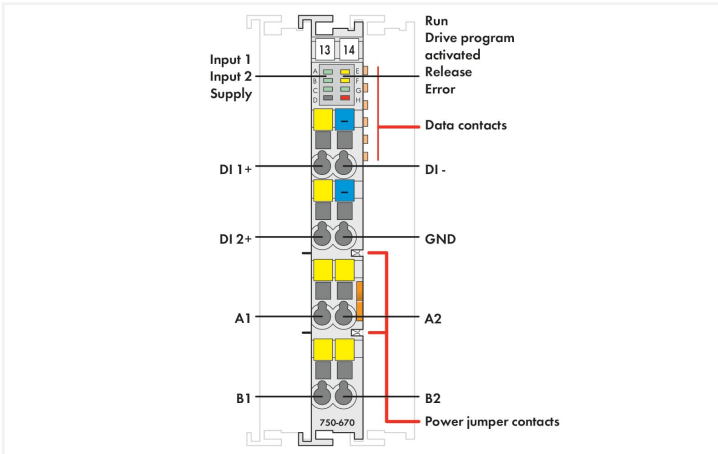 Run
Drive program
activated
Release
Error
Input 1
Input 2
Supply
13 14
A E
B F
C G
D H
Data contacts
DI 1+
DI -
DI 2+
GND
A1
A2
B1
B2
750-670
Power jumper contacts